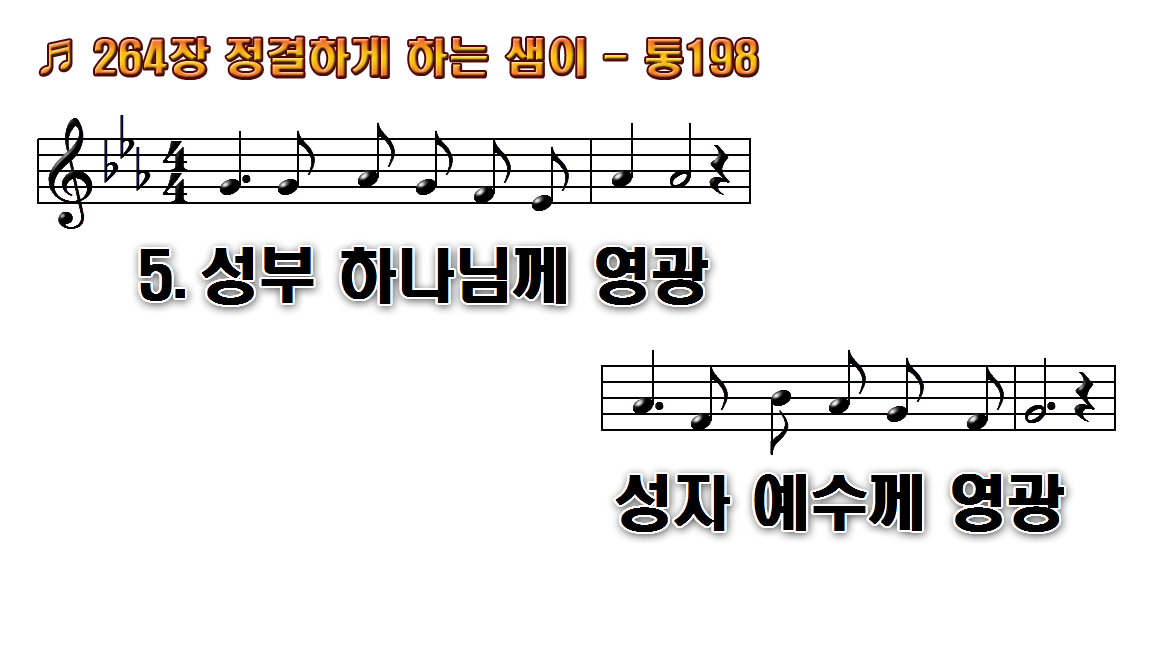 ♬ 264장 정결하게 하는 샘이 - 통198
5. 성부 하나님께 영광
성자 예수께 영광